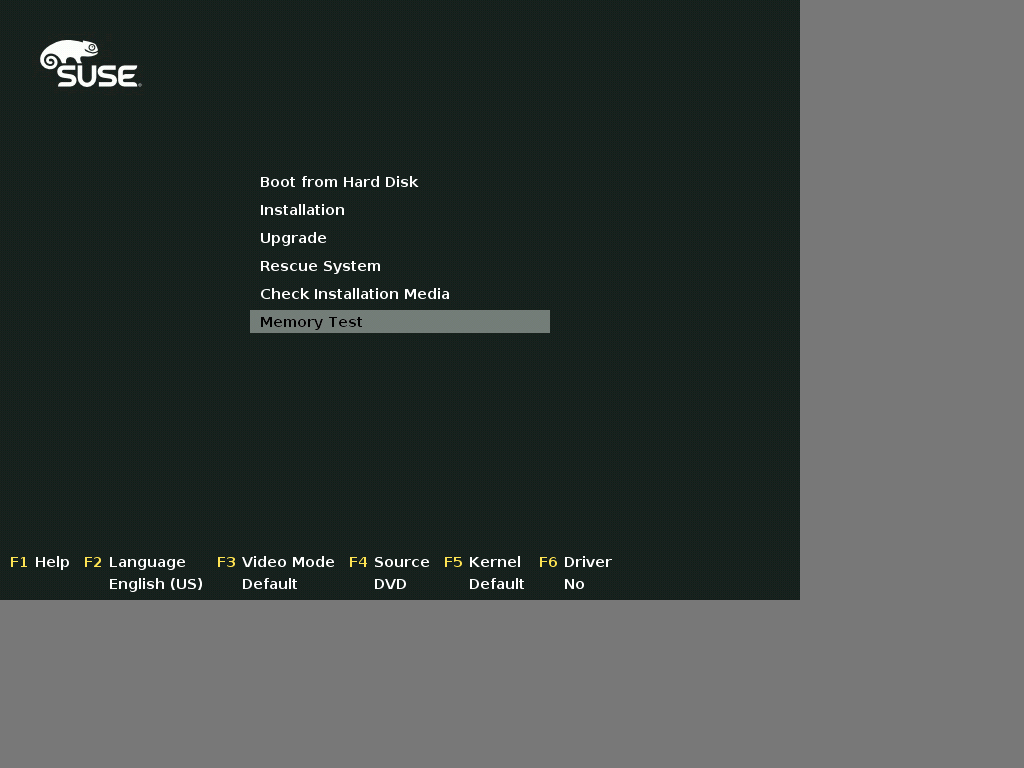 SUSE
Boot from Hard Disk
Installation
Upgrade
Rescue System
Check Installation Media
Memory Test
F1 Help F2 Language F3 Video Mode F4 Source F5 Kernel F6 Driver
English (US) Default DVD Default No